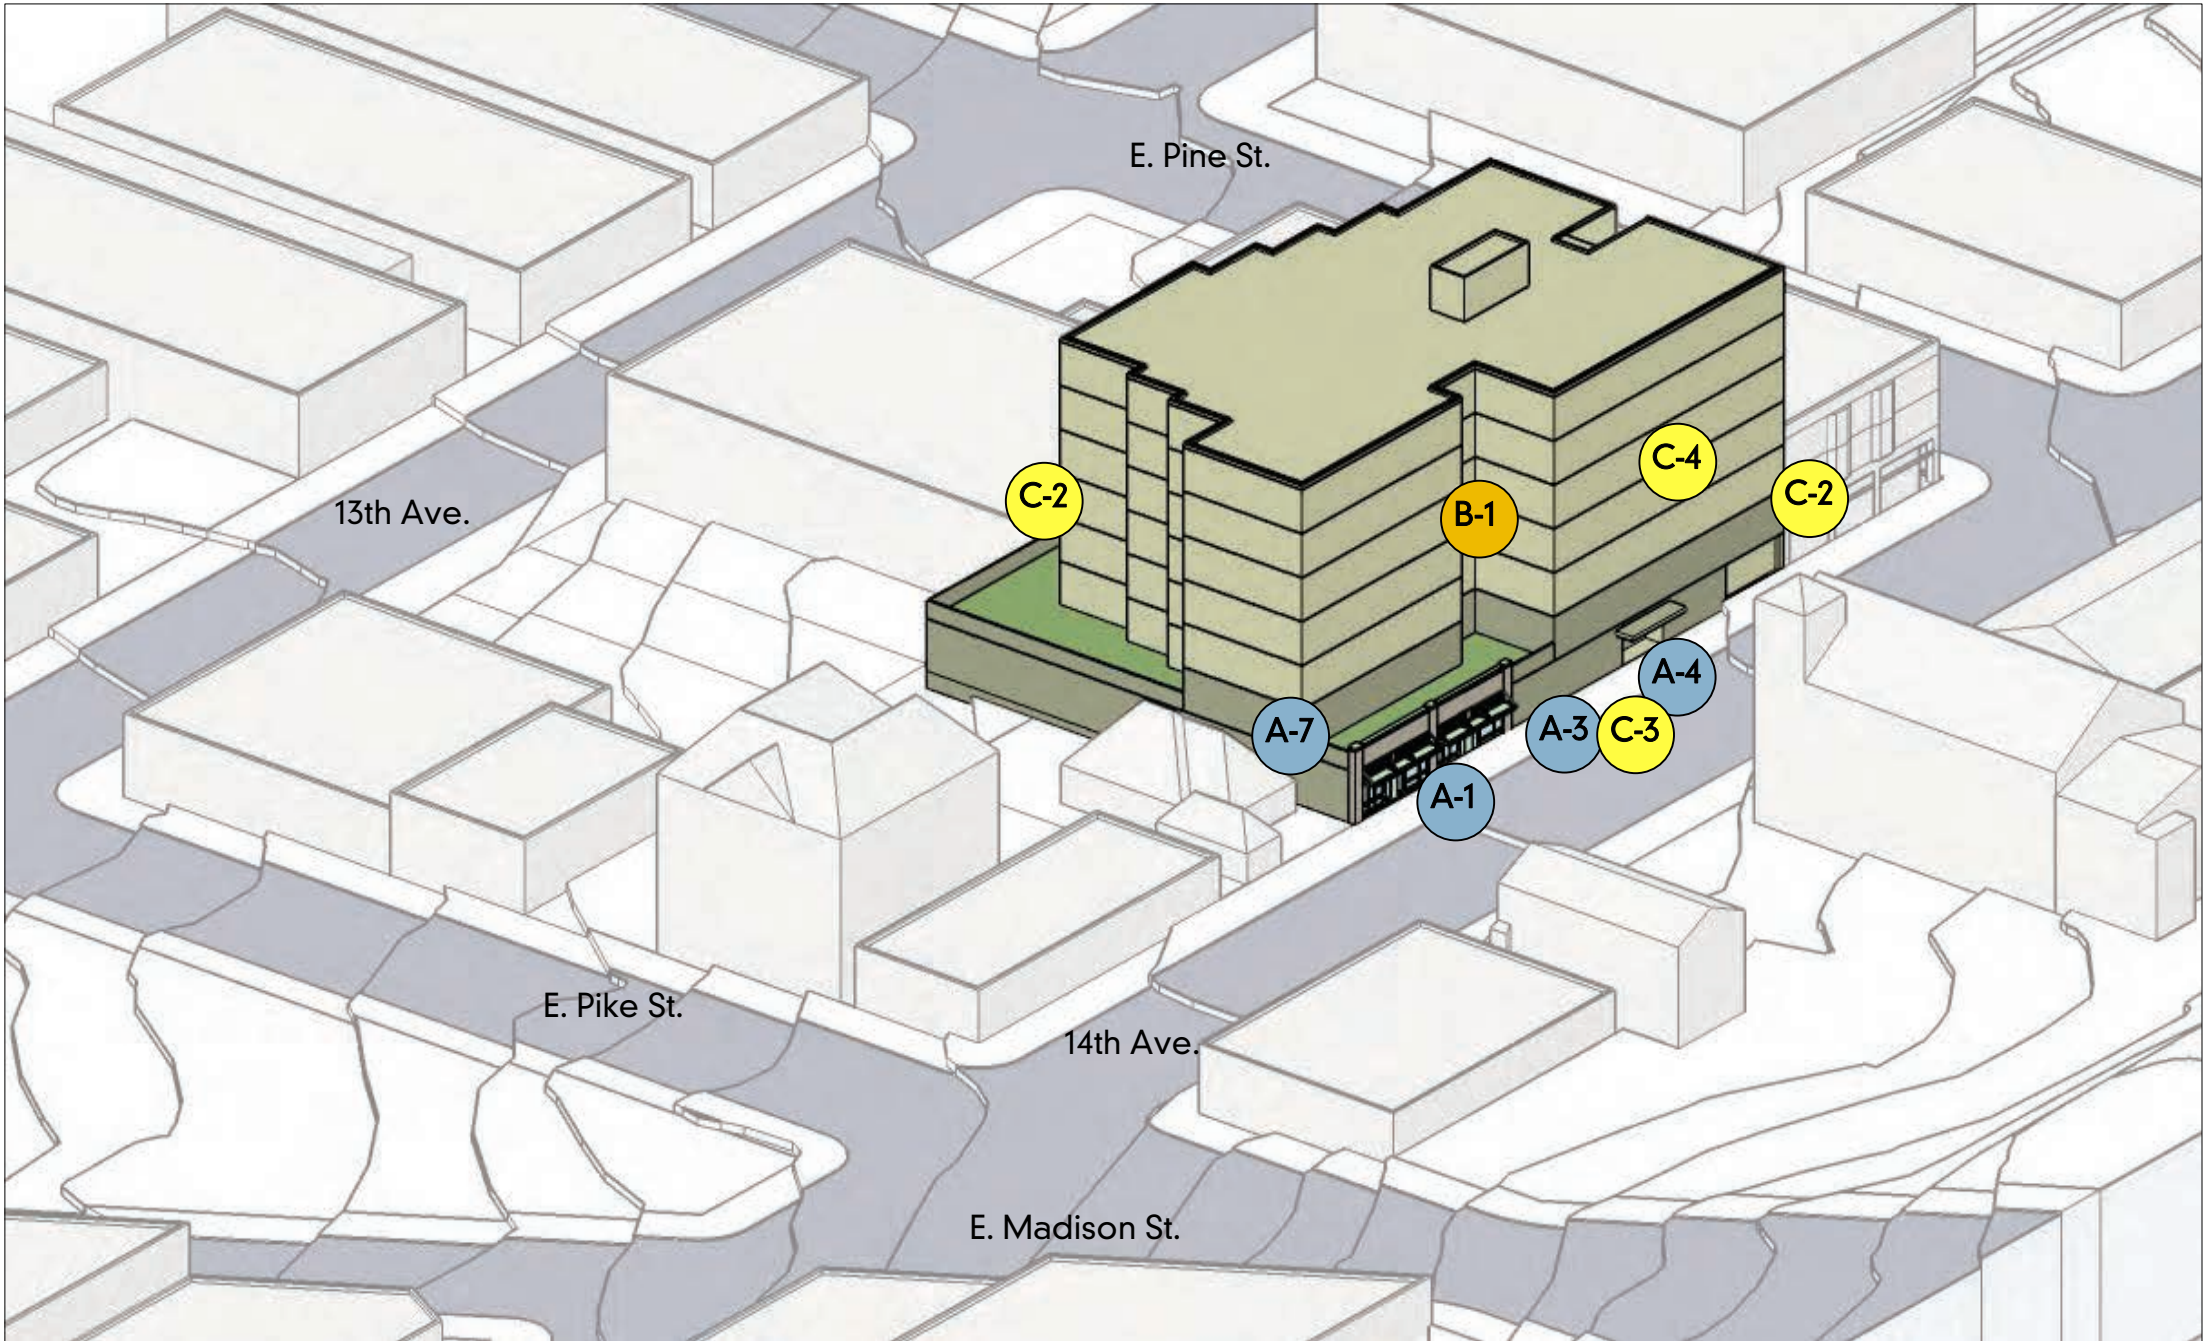 E. Pine St.
C-4
C-2
C-2
13th Ave.
B-1
A-4
A-7
A-3
C-3
A-1
E. Pike St.
14th Ave.
E. Madison St.